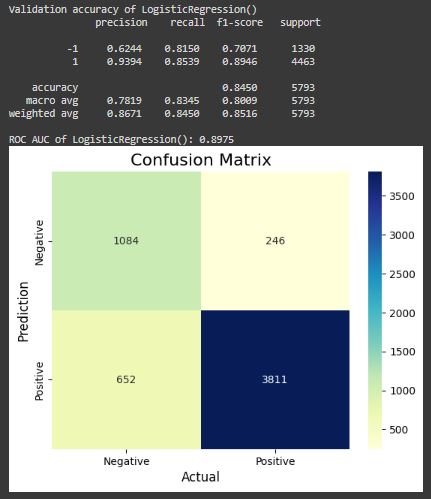 Validation accuracy of LogisticRegression()
precision recall f1-score support
-1 0.6244 0.8150 0.7071 1330
1 0.9394 0.8539 0.8946 4463
accuracy 0.8450 5793
macro avg 0.7819 0.8345 0.8009 5793
weighted avg 0.8671 0.8450 0.8516 5793
ROC AUC of LogisticRegression(): 0.8975
Confusion Matrix
Prediction
Negative
1084
246
Positive
652
3811
Negative
Positive
Actual
3500
3000
2500
2000
1500
1000
500